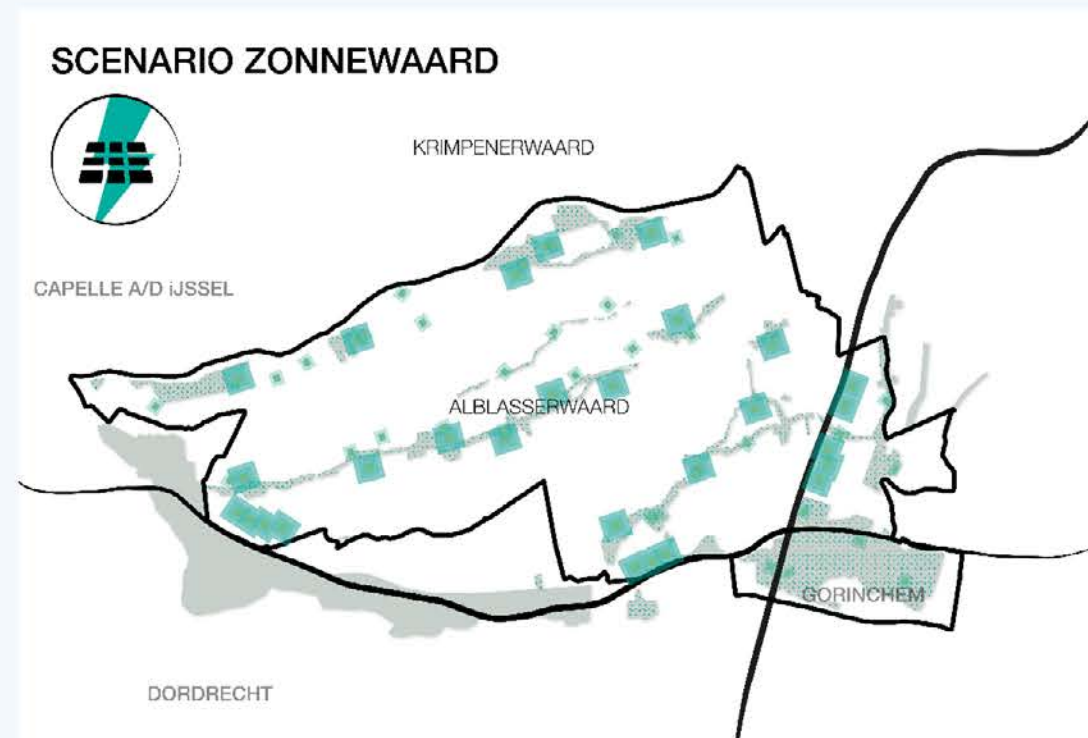 SCENARIO ZONNEWAARD
KRIMPENERWAARD
CAPELLE A/D IJSSEL
ALBLASSERWAARD
GORINCHEM
DORDRECHT